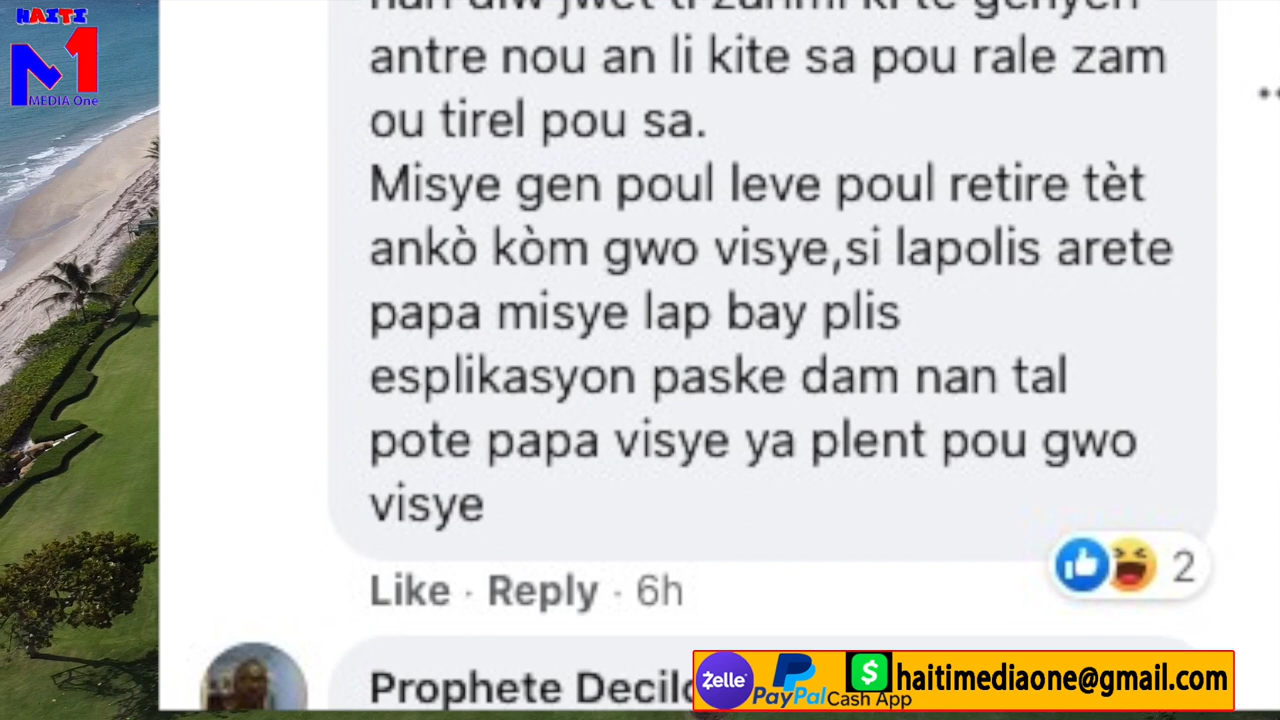 HAITI
M1
MEDIA One
antre nou an li kite sa pou rale zam
ou tirel pou sa.
Misye gen poul leve poul retire tèt
ankò kòm gwo visye,si lapolis arete
papa misye lap bay plis
esplikasyon paske dam nan tal
pote papa visye ya plent pou gwo
visye
Like · Reply · 6h
2
Prophete
Zelle
PayPal
$
Cash App
haitimediaone@gmail.com